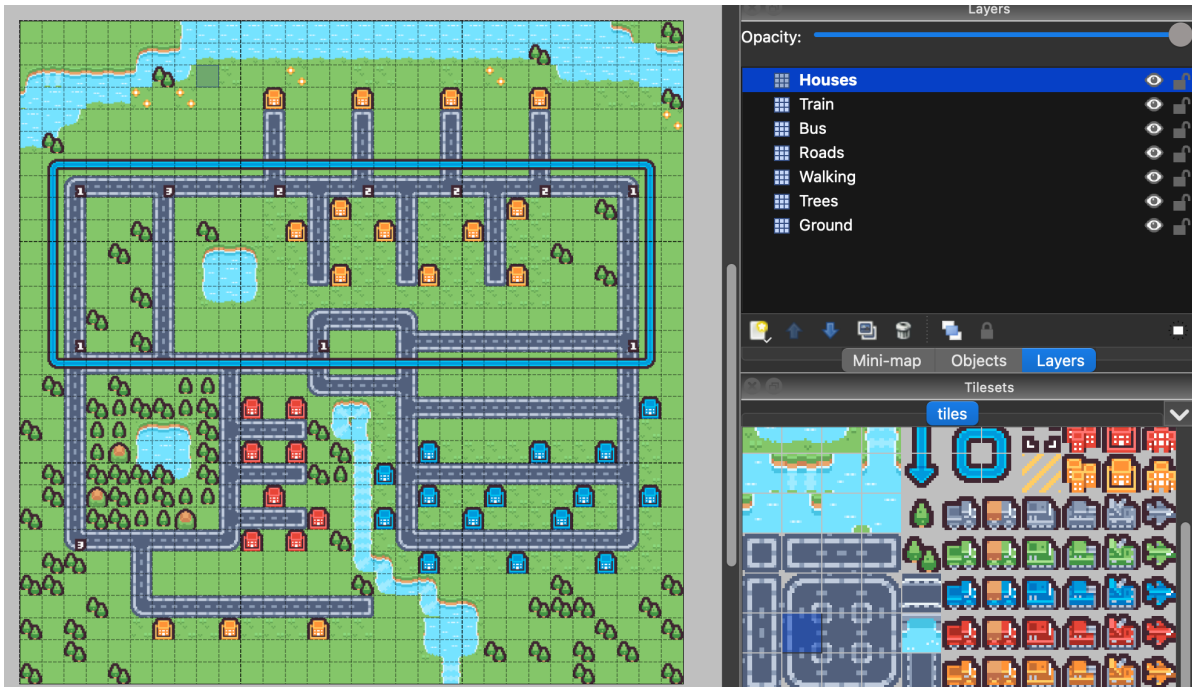 Layers
Opacity:
Houses
Train
Bus
Roads
Walking
Trees
Ground
Mini-map Objects Layers
Tilesets
tiles
1 3 2 2 2 2 1
1 1 1
3